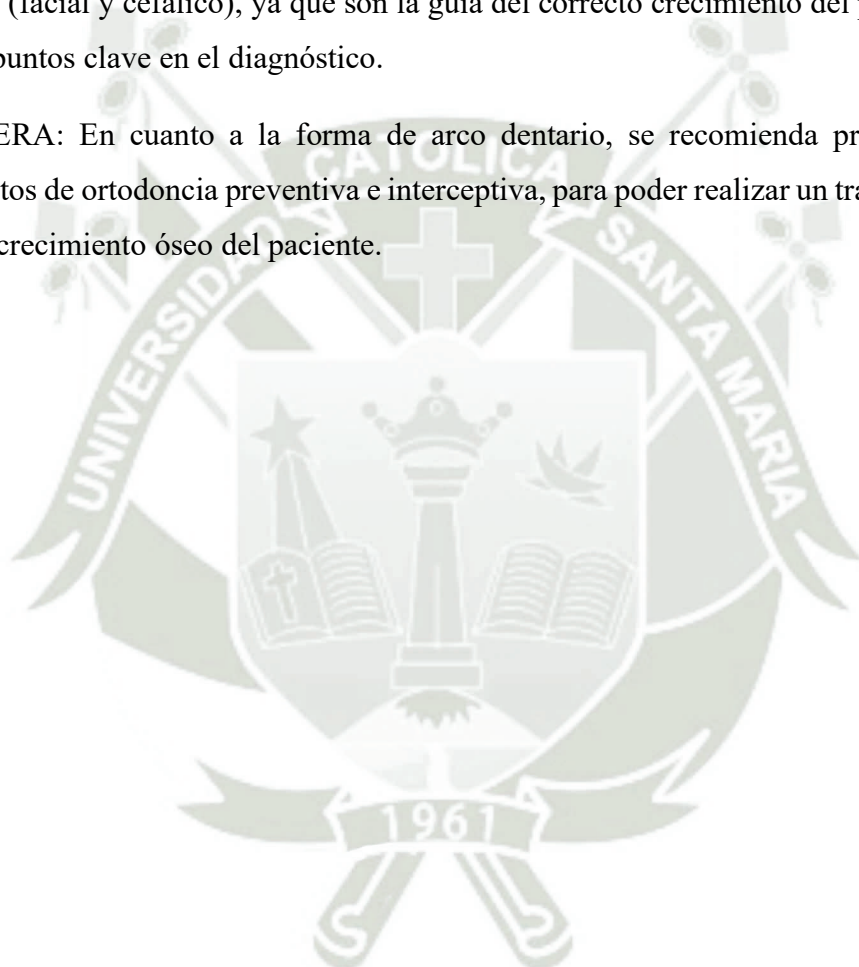 (facial y cefálico), ya que son la guía del correcto crecimiento del
puntos clave en el diagnóstico.
ERA: En cuanto a la forma de arco dentario, se recomienda
tos de ortodoncia preventiva e interceptiva, para poder realizar un
crecimiento óseo del paciente.
UNIVERSIDAD CATOLICA SANTA MARIA
1961